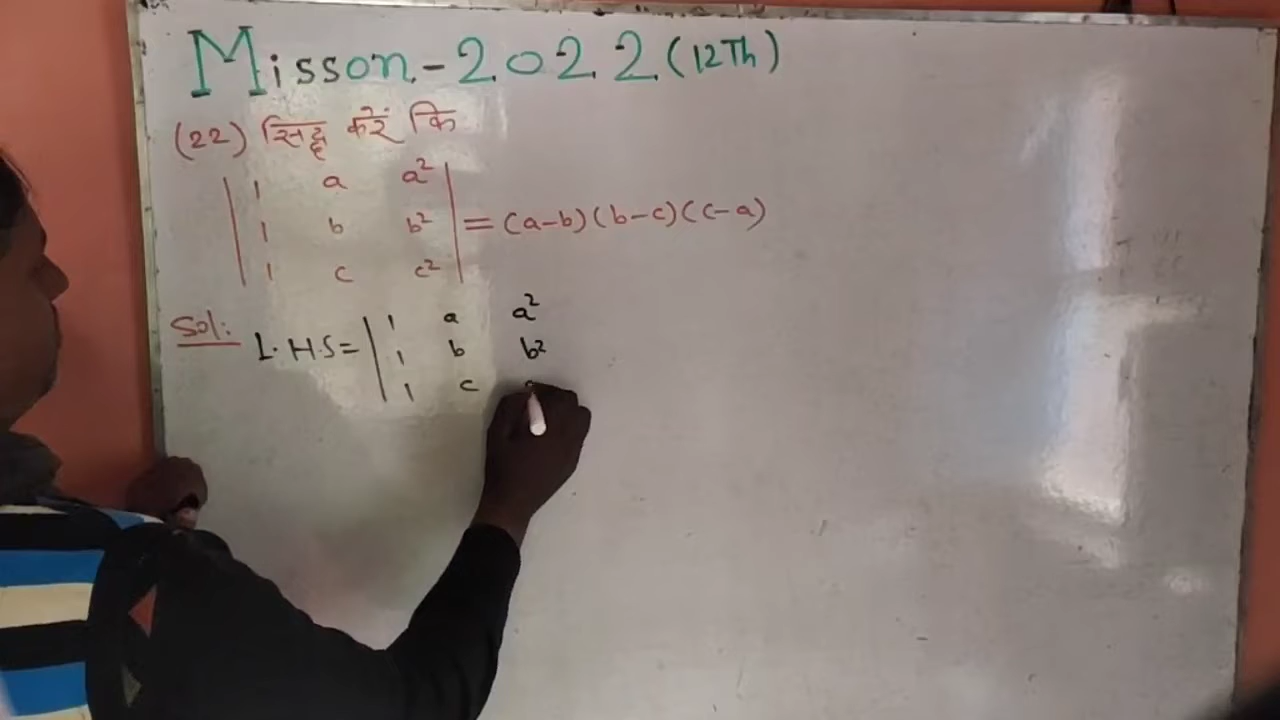 Misson-2022 (12Th)
(22) सिद्ध करें कि
| 1 a a² |
| 1 b b² | = (a-b)(b-c)(c-a)
| 1 c c² |
Sol:
L.H.S= | 1 a a²
| 1 b b²
| 1 c